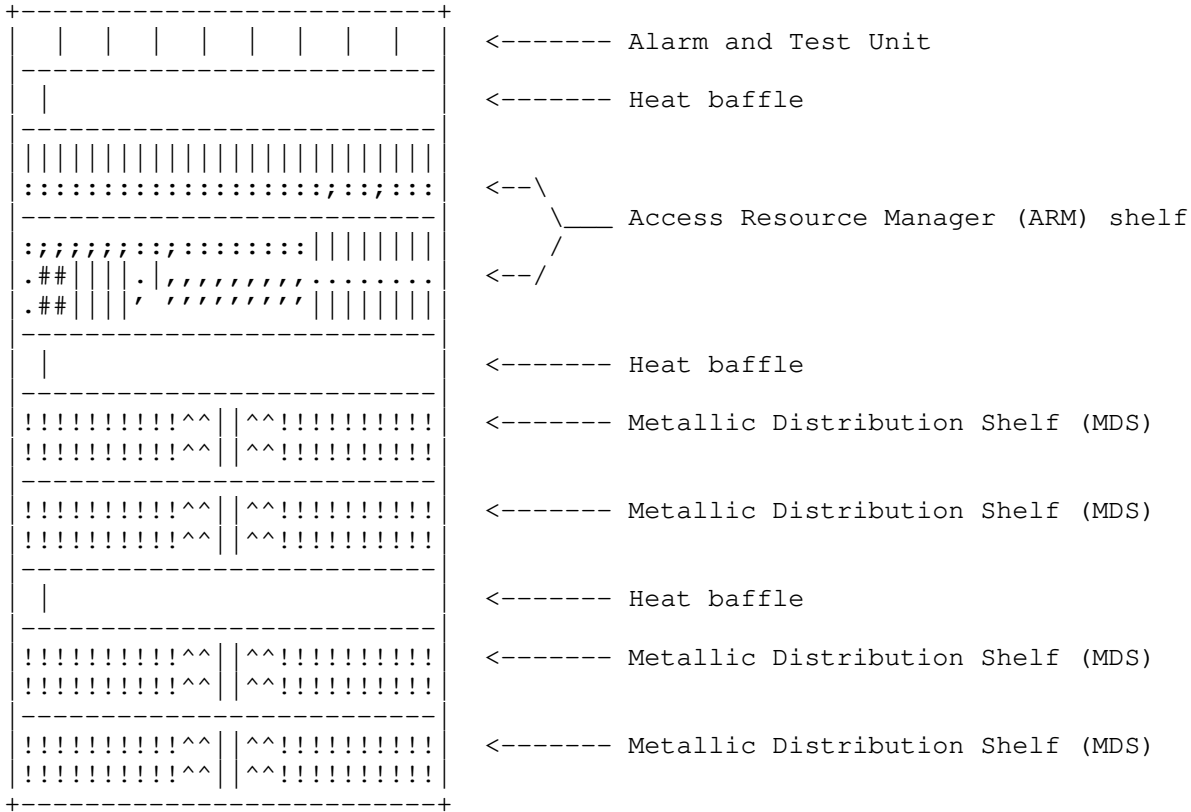 <------- Alarm and Test Unit
<------- Heat baffle
<--\
\___ Access Resource Manager (ARM) shelf
/
<--/
<------- Heat baffle
<------- Metallic Distribution Shelf (MDS)
<------- Metallic Distribution Shelf (MDS)
<------- Heat baffle
<------- Metallic Distribution Shelf (MDS)
<------- Metallic Distribution Shelf (MDS)